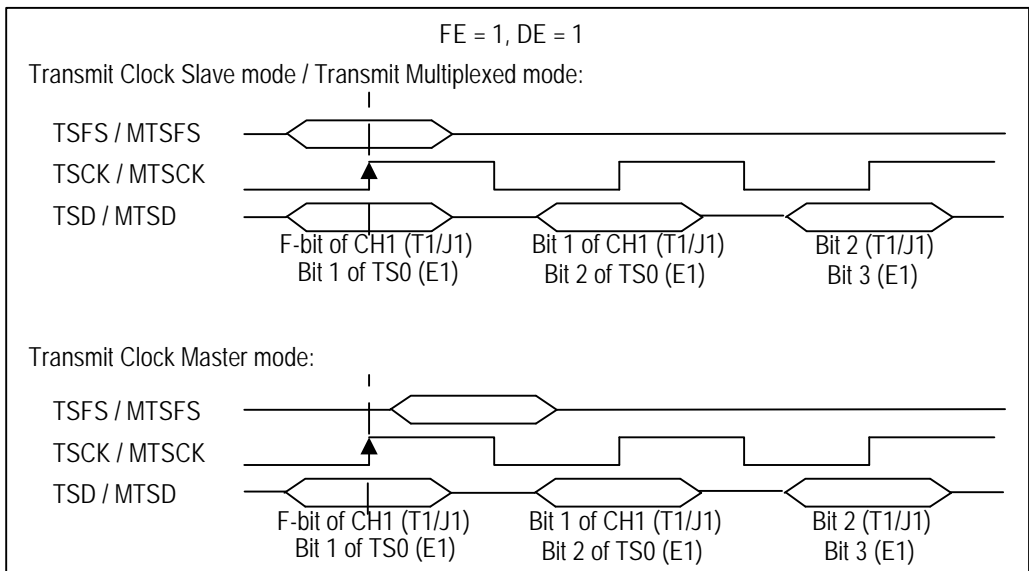 FE = 1, DE = 1
Transmit Clock Slave mode / Transmit Multiplexed mode:
TSFS / MTSFS
TSCK / MTSCK
TSD / MTSD
F-bit of CH1 (T1/J1)
Bit 1 of TS0 (E1)
Bit 1 of CH1 (T1/J1)
Bit 2 of TS0 (E1)
Bit 2 (T1/J1)
Bit 3 (E1)
Transmit Clock Master mode:
TSFS / MTSFS
TSCK / MTSCK
TSD / MTSD
F-bit of CH1 (T1/J1)
Bit 1 of TS0 (E1)
Bit 1 of CH1 (T1/J1)
Bit 2 of TS0 (E1)
Bit 2 (T1/J1)
Bit 3 (E1)